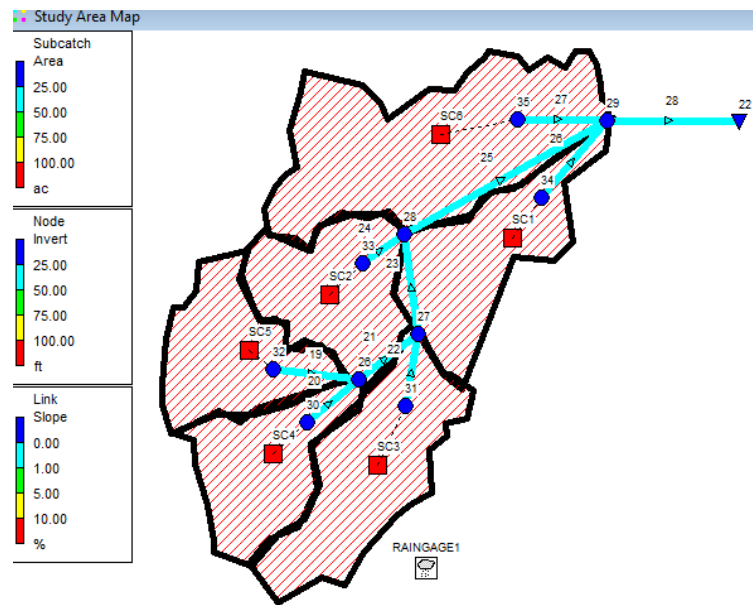 Study Area Map
Subcatch
Area
25.00
50.00
75.00
100.00
ac
Node
Invert
25.00
50.00
75.00
100.00
ft
Link
Slope
0.00
1.00
5.00
10.00
%
35
27
29
28
22
SC6
26
25
34
SC1
28
24
33
23
SC2
27
21
22
SC5
32
19
20
26
31
30
SC4
SC3
RAINGAGE1